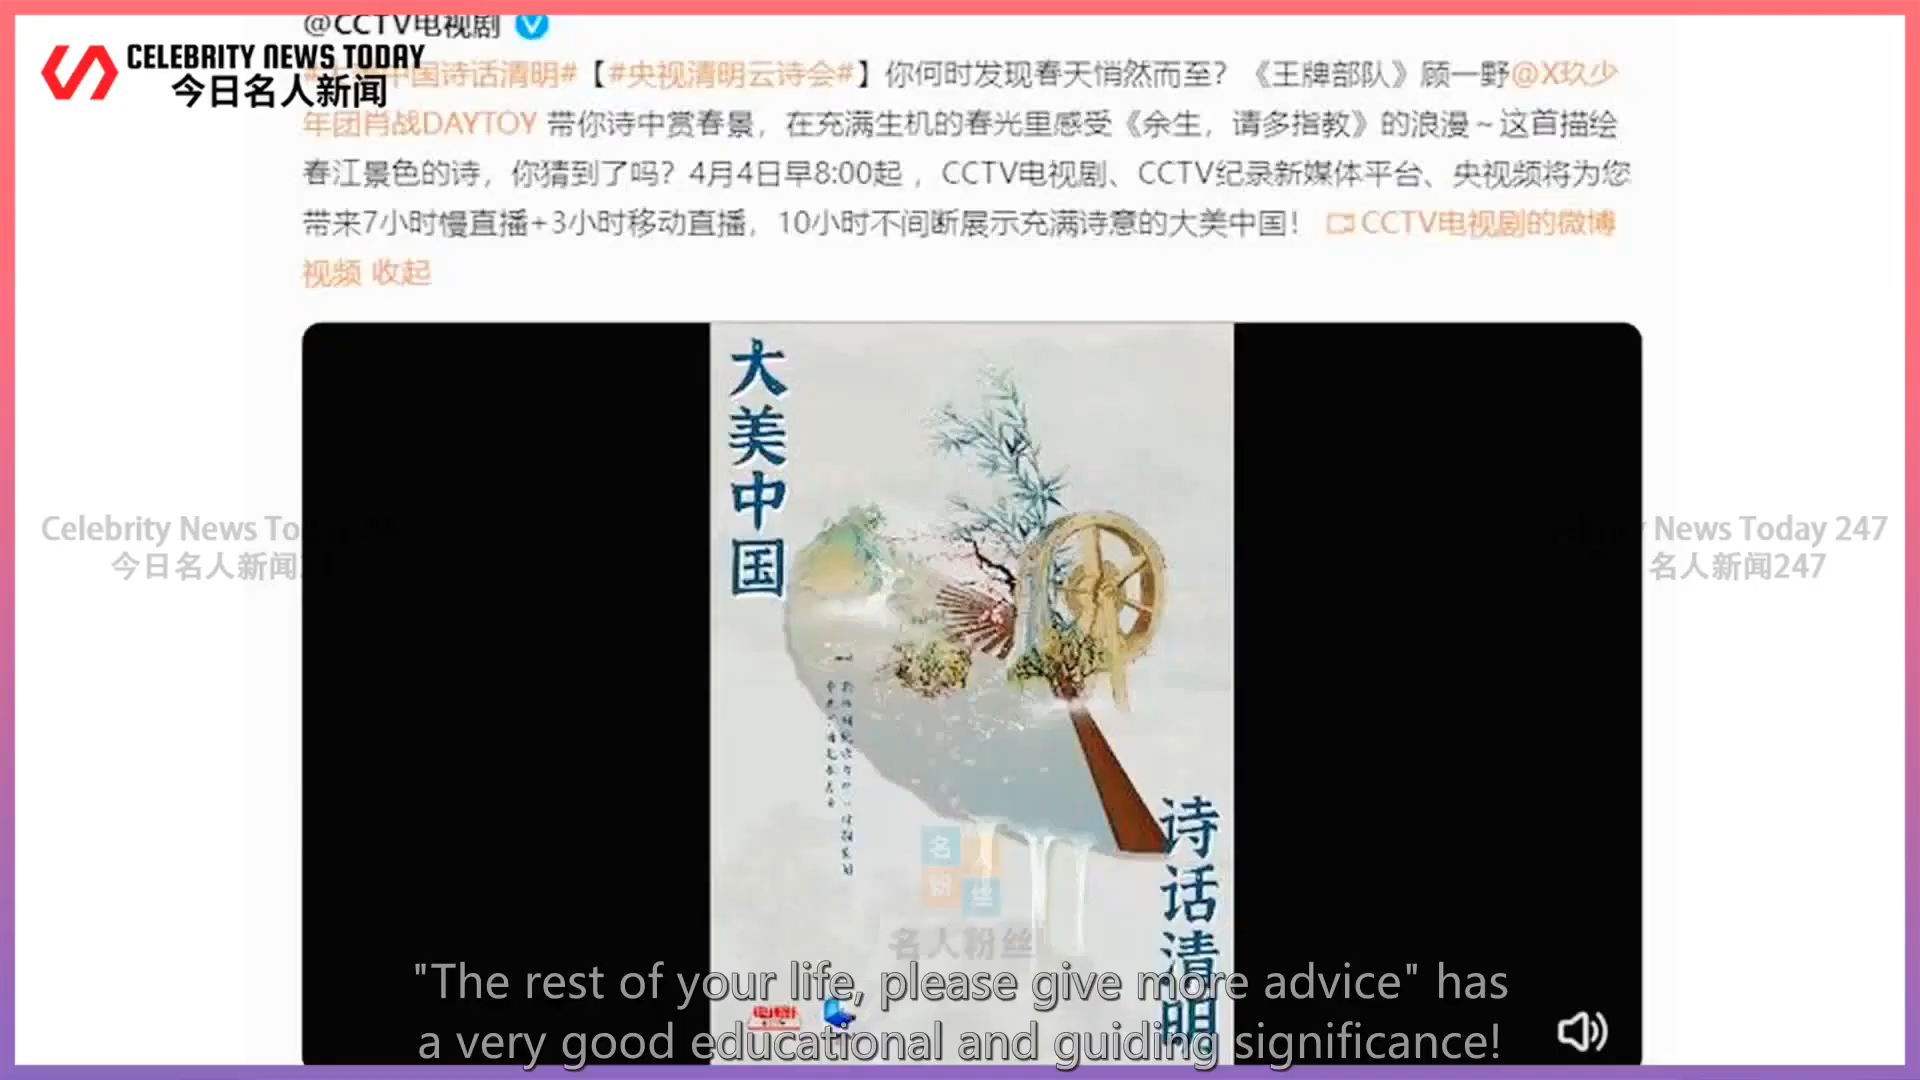 @CCTV电视剧
CELEBRITY NEWS TODAY
今日名人新闻
中国诗话清明#【#央视清明云诗会#】你何时发现春天悄然而至？《王牌部队》顾一野@X玖少
年团肖战DAYTOY 带你诗中赏春景，在充满生机的春光里感受《余生，请多指教》的浪漫～这首描绘
春江景色的诗，你猜到了吗？4月4日早8:00起，CCTV电视剧、CCTV纪录新媒体平台、央视频将为您
带来7小时慢直播+3小时移动直播，10小时不间断展示充满诗意的大美中国！ CCTV电视剧的微博
视频 收起
大美中国
Celebrity News To
今日名人新闻
News Today 247
名人新闻247
诗话清明
名人粉丝
名人粉丝
"The rest of your life, please give more advice" has
a very good educational and guiding significance!